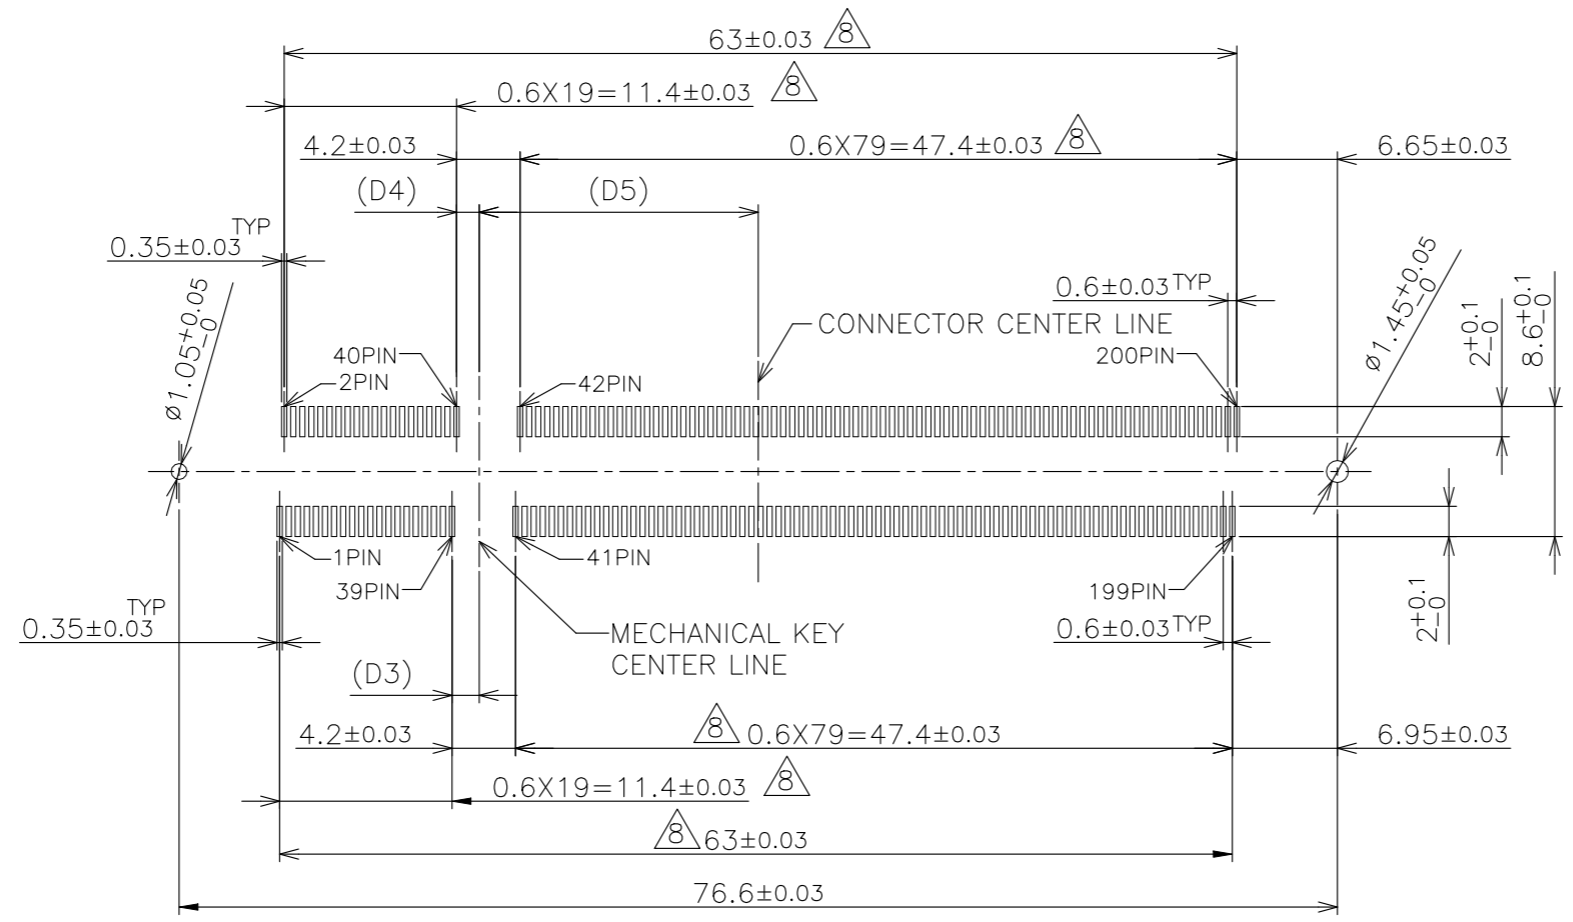 63±0.03 8
0.6X19=11.4±0.03 8
4.2±0.03
0.6X79=47.4±0.03 8
6.65±0.03
(D4)
(D5)
TYP
0.35±0.03
ø1.05+0.05
-0
0.6±0.03 TYP
CONNECTOR CENTER LINE
ø1.45+0.05
-0
2+0.1
-0
8.6+0.1
-0
40PIN
2PIN
42PIN
200PIN
1PIN
39PIN
41PIN
199PIN
TYP
0.35±0.03
MECHANICAL KEY
CENTER LINE
0.6±0.03 TYP
2+0.1
-0
(D3)
4.2±0.03
8 0.6X79=47.4±0.03
6.95±0.03
0.6X19=11.4±0.03 8
8 63±0.03
76.6±0.03